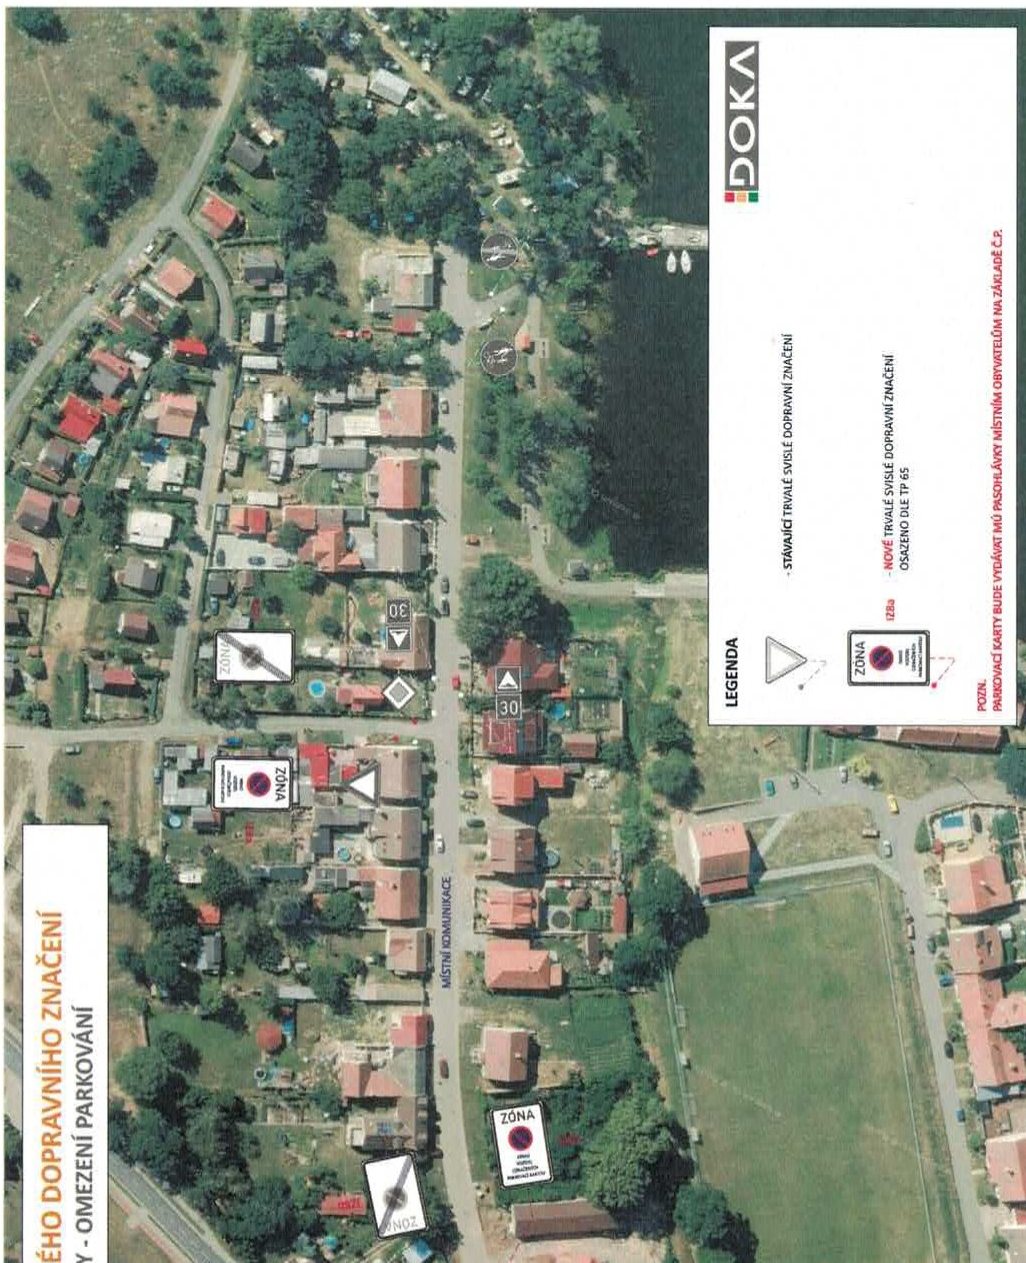 ÉHO DOPRAVNÍHO ZNAČENÍ
Y - OMEZENÍ PARKOVÁNÍ
ZÓNA
ZÓNA
30
30
MÍSTNÍ KOMUNIKACE
ZÓNA
ZÓNA
DOKA
LEGENDA
- STÁVAJÍCÍ TRVALÉ SVISLÉ DOPRAVNÍ ZNAČENÍ
ZÓNA
IZ8a
- NOVÉ TRVALÉ SVISLÉ DOPRAVNÍ ZNAČENÍ
OSAZENO DLE TP 65
POZN.
PARKOVACÍ KARTY BUDE VYDÁVAT MÚ PASOHLÁVKY MÍSTNÍM OBYVATELŮM NA ZÁKLADĚ Č.P.